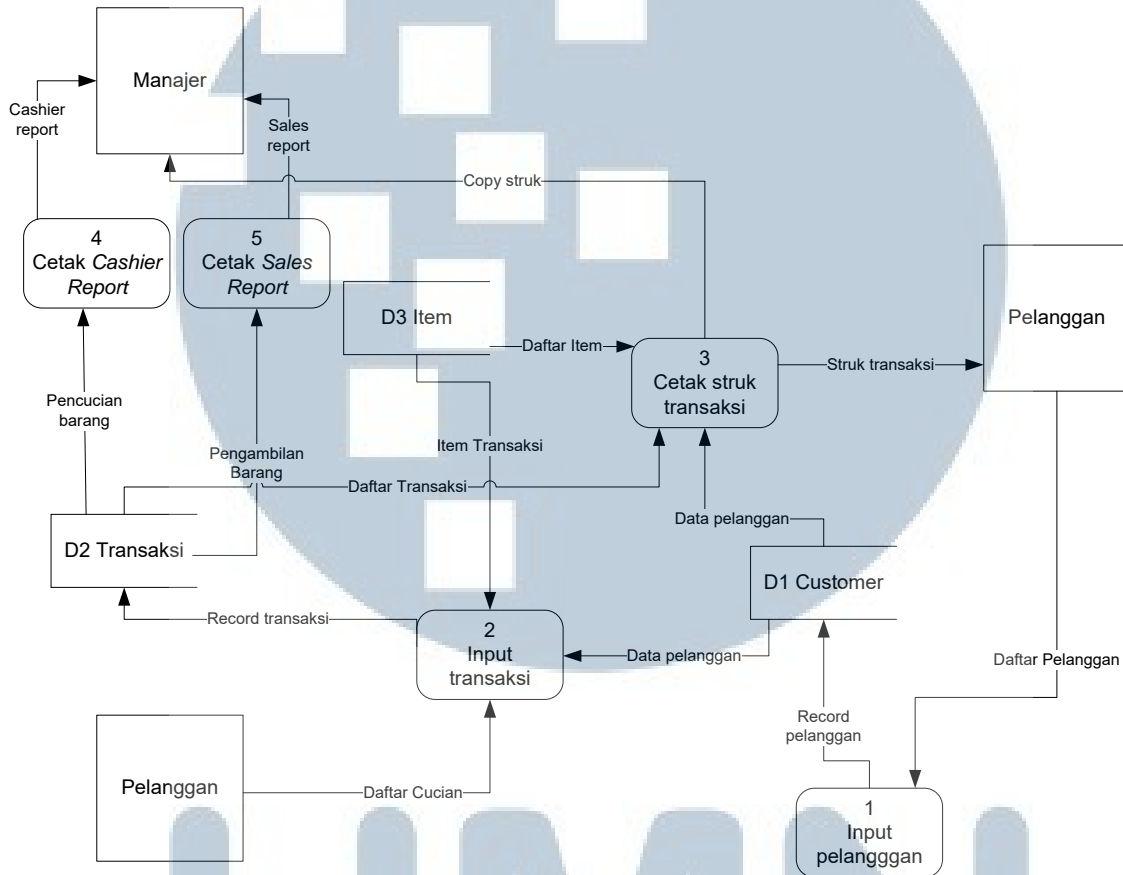 Manajer
Cashier
report
Sales
report
Copy struk
4
Cetak Cashier
Report
5
Cetak Sales
Report
D3 Item
Daftar Item
3
Cetak struk
transaksi
Struk transaksi
Pelanggan
Pencucian
barang
Item Transaksi
Pengambilan
Barang
Daftar Transaksi
Data pelanggan
D2 Transaksi
D1 Customer
Record transaksi
2
Input
transaksi
Data pelanggan
Daftar Pelanggan
Record
pelanggan
Pelanggan
Daftar Cucian
1
Input
pelangggan